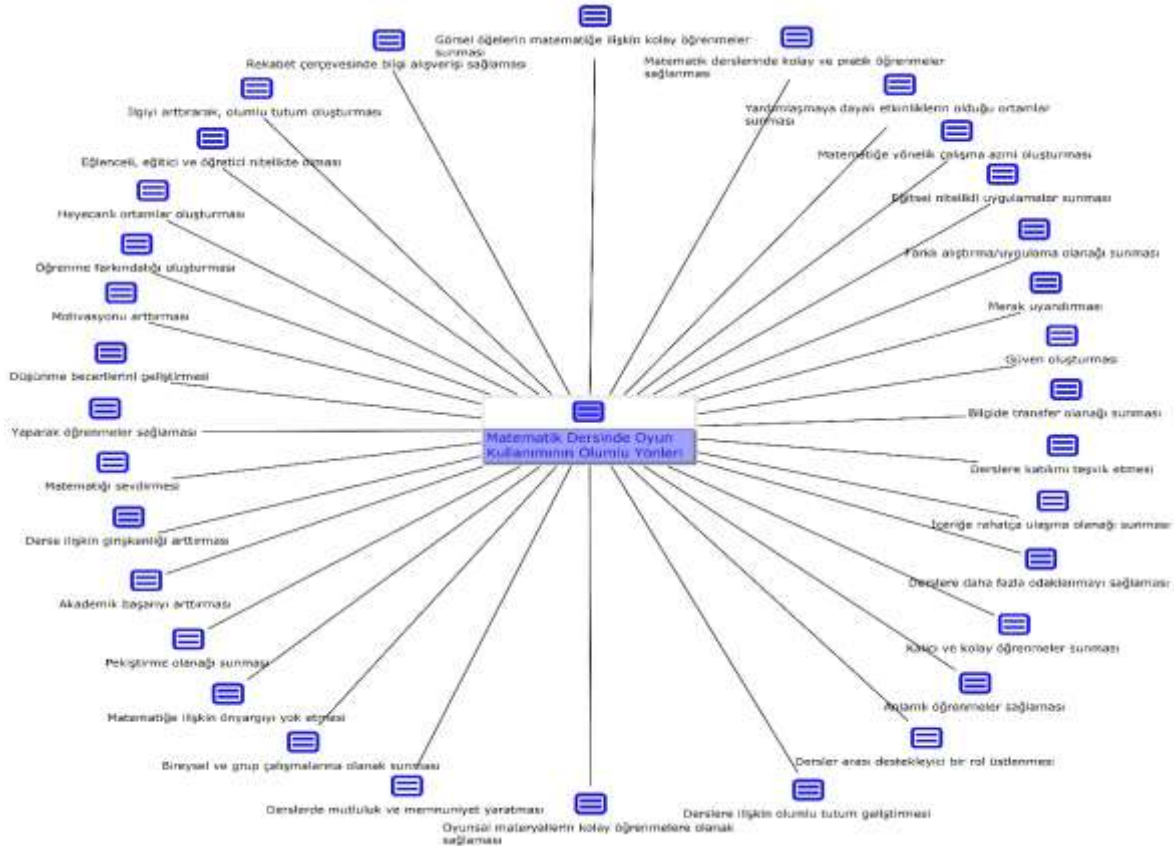 Görsel öğelerin matematiğe ilişkin kolay öğrenmeler
sunması
Matematik derslerinde kolay ve pratik öğrenmeler
sağlanması
Yardımlaşmaya dayalı etkinliklerin olduğu ortamlar
sunması
Matematiğe yönelik çalışma azmi oluşturması
Eğitsel nitelikli uygulamalar sunması
Farklı alıştırma/uygulama olanağı sunması
Merak uyandırması
Güven oluşturması
Bilgide transfer olanağı sunması
Derslere katılımı teşvik etmesi
İçeriğe rahatça ulaşma olanağı sunması
Derslere daha fazla odaklanmayı sağlaması
Kalıcı ve kolay öğrenmeler sunması
Anlamlı öğrenmeler sağlaması
Dersler arası destekleyici bir rol üstlenmesi
Derslere ilişkin olumlu tutum geliştirmesi
Oyunsal materyallerin kolay öğrenmelere olanak
sağlaması
Derslerde mutluluk ve memnuniyet yaratması
Bireysel ve grup çalışmalarına olanak sunması
Matematiğe ilişkin önyargıyı yok etmesi
Pekiştirme olanağı sunması
Akademik başarıyı arttırması
Derse ilişkin girişkenliği arttırması
Matematiği sevdirmesi
Yaparak öğrenmeler sağlaması
Düşünme becerilerini geliştirmesi
Motivasyonu arttırması
Öğrenme farkındalığı oluşturması
Heyecanlı ortamlar oluşturması
Eğlenceli, eğitici ve öğretici nitelikte olması
İlgiyi arttırarak, olumlu tutum oluşturması
Rekabet çerçevesinde bilgi alışverişi sağlaması
Matematik Dersinde Oyun
Kullanımının Olumlu Yönleri